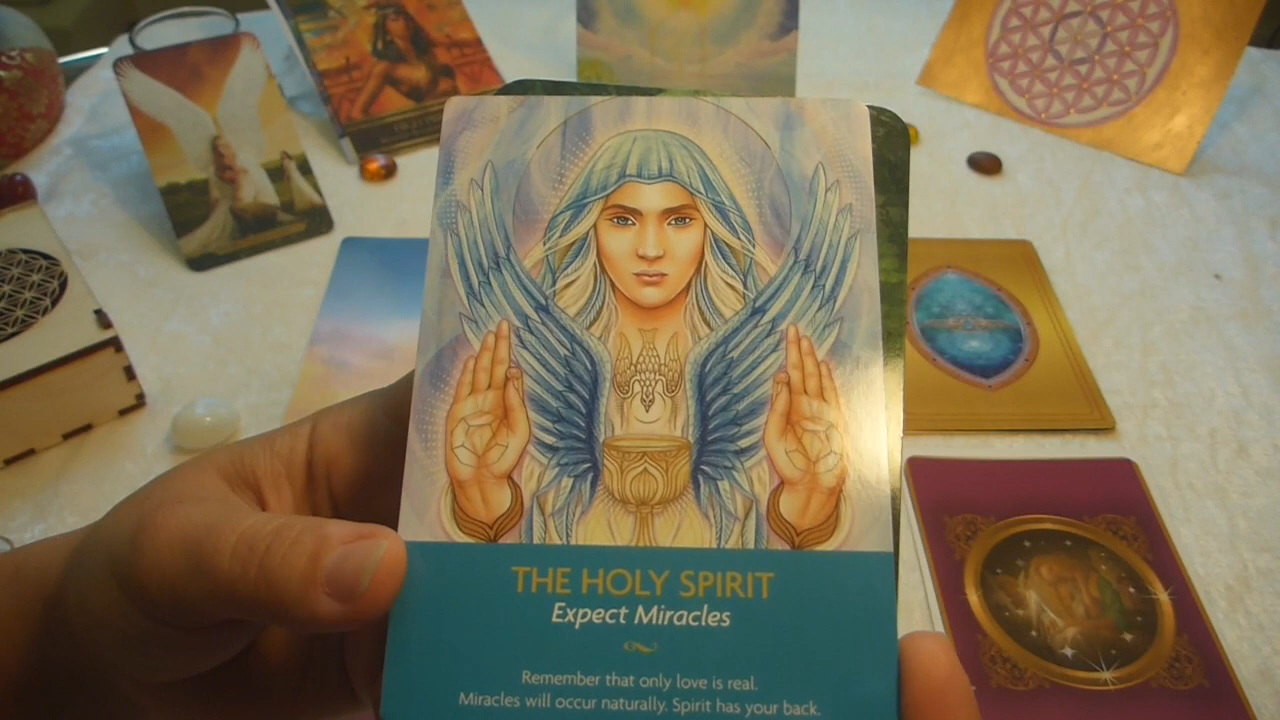 THE HOLY SPIRIT
Expect Miracles
Remember that only love is real.
Miracles will occur naturally. Spirit has your back.